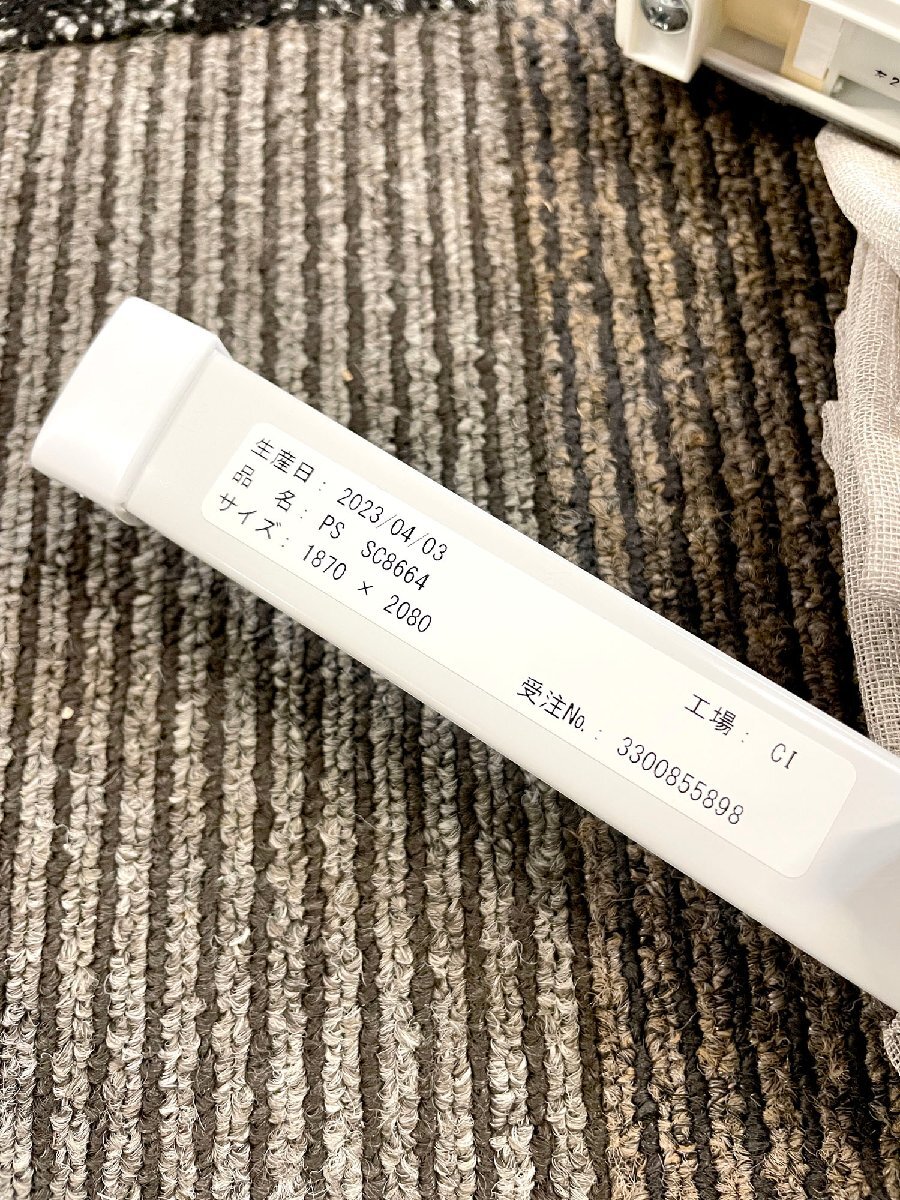 生産日: 2023/04/03
品　名: PS SC8664
サイズ: 1870 × 2080
工場: CI
受注No.: 3300855898